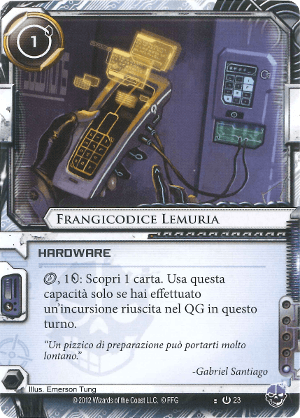 1
FRANGICODICE LEMURIA
HARDWARE
, 1: Scopri 1 carta. Usa questa
capacità solo se hai effettuato
un'incursione riuscita nel QG in questo
turno.
"Un pizzico di preparazione può portarti molto
lontano."
-Gabriel Santiago
Illus. Emerson Tung
© 2012 Wizards of the Coast LLC. © FFG
23